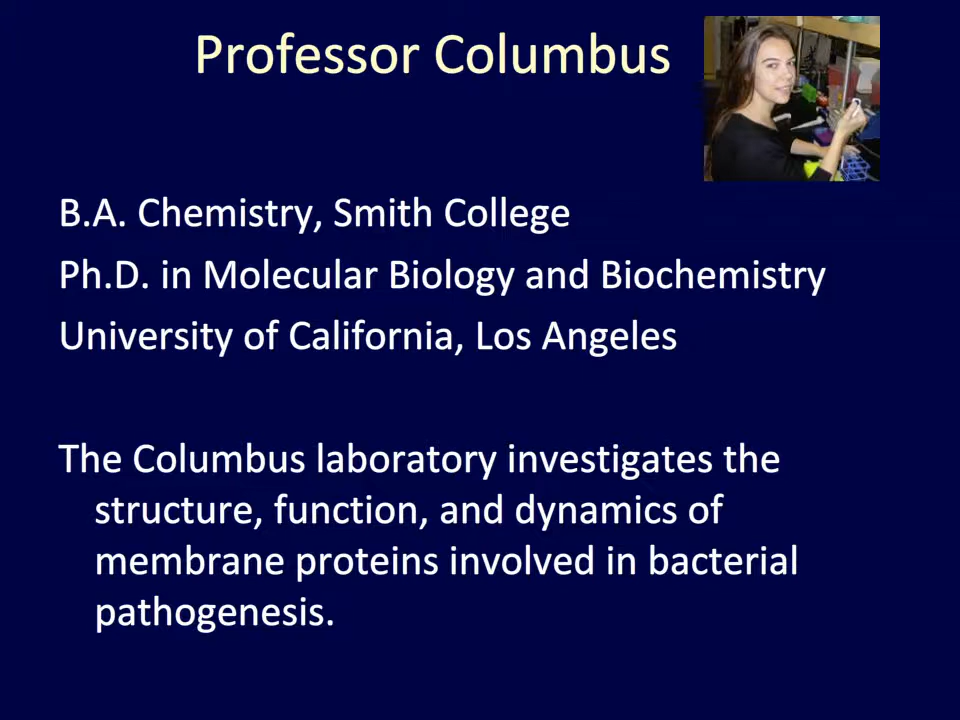 Professor Columbus
B.A. Chemistry, Smith College
Ph.D. in Molecular Biology and Biochemistry
University of California, Los Angeles
The Columbus laboratory investigates the
structure, function, and dynamics of
membrane proteins involved in bacterial
pathogenesis.